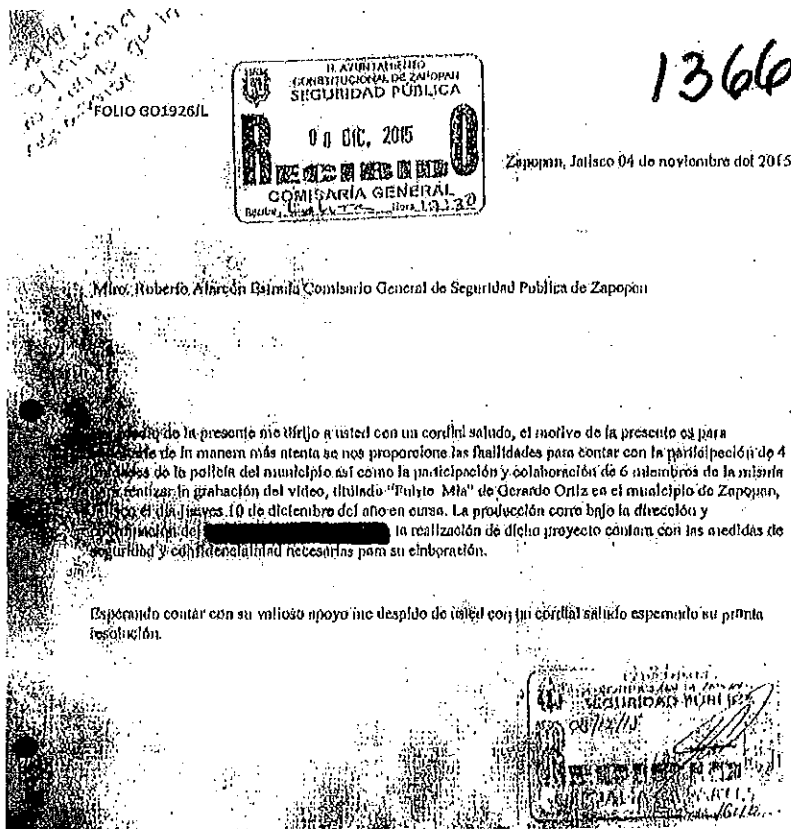 1366
FOLIO GO1926/L
H. AYUNTAMIENTO
CONSTITUCIONAL DE ZAPOPAN
SEGURIDAD PÚBLICA
DIC. 2015
RECIBIDO
COMISARÍA GENERAL
Zapopan, Jalisco 04 de noviembre del 2015
Mtro. Roberto Alarcón Comisario General de Seguridad Publica de Zapopan
de la presente me dirijo a usted con un cordial saludo, el motivo de la presente es para
de la manera más atenta se nos proporcione las facilidades para contar con la participación de 4
de la policía del municipio así como la participación y colaboración de 6 miembros de la misma
realizar la grabación del video, titulado "Fuiste Mía" de Gerardo Ortiz en el municipio de Zapopan,
el día jueves 10 de diciembre del año en curso. La producción corre bajo la dirección y
la realización de dicho proyecto contara con las medidas de
seguridad y confidencialidad necesarias para su elaboración.
Esperando contar con su valioso apoyo me despido de usted con un cordial saludo esperando su pronta
resolución.
SEGURIDAD PÚBLICA